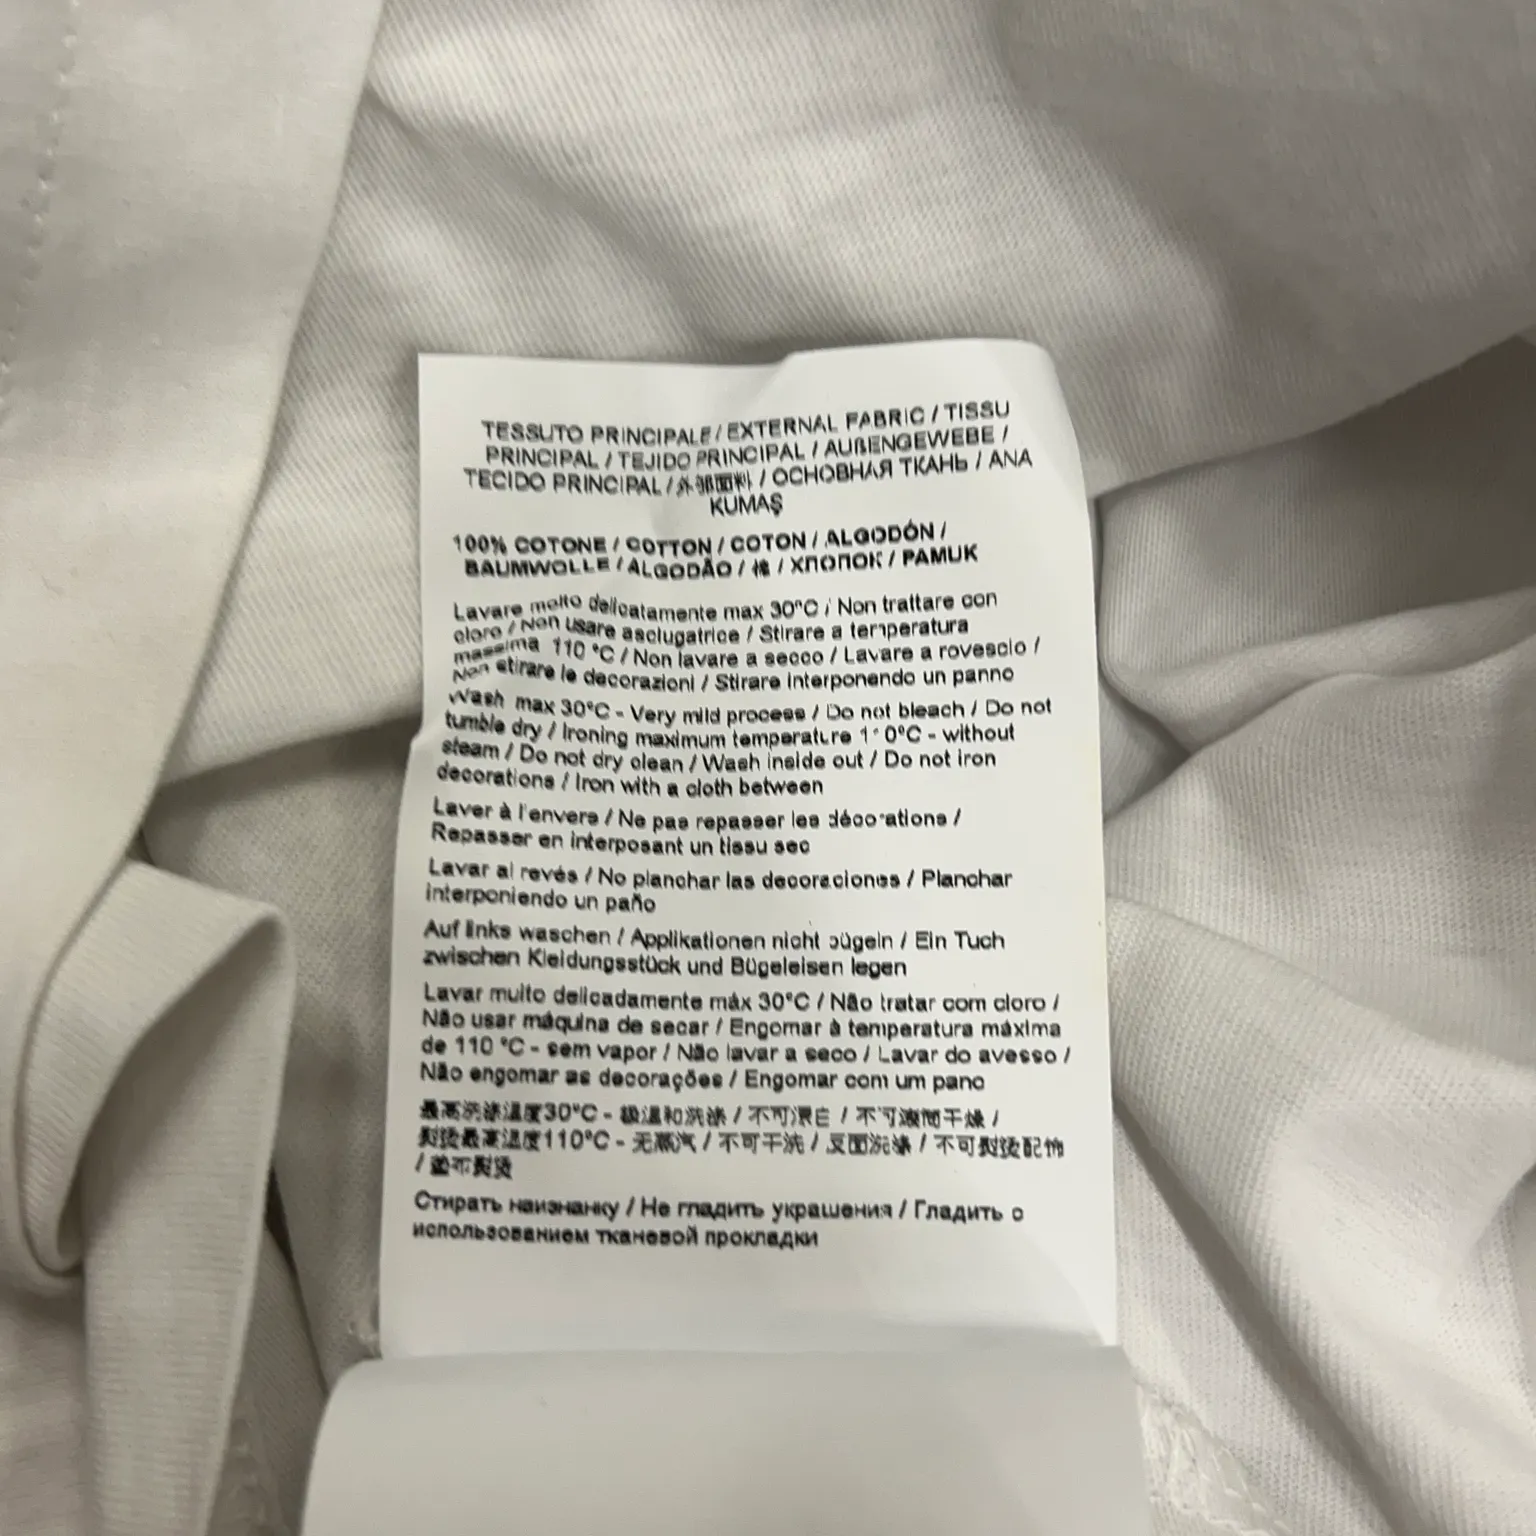 TESSUTO PRINCIPALE / EXTERNAL FABRIC / TISSU
PRINCIPAL / TEJIDO PRINCIPAL / AUßENGEWEBE /
TECIDO PRINCIPAL / 外部面料 / ОСНОВНАЯ ТКАНЬ / ANA
KUMAŞ
100% COTONE / COTTON / COTON / ALGODÓN /
BAUMWOLLE / ALGODÃO / 棉 / ХЛОПОК / PAMUK
Lavare molto delicatamente max 30°C / Non trattare con
cloro / Non usare asciugatrice / Stirare a temperatura
massima 110 °C / Non lavare a secco / Lavare a rovescio /
Non stirare le decorazioni / Stirare interponendo un panno
Wash max 30°C - Very mild process / Do not bleach / Do not
tumble dry / Ironing maximum temperature 110°C - without
steam / Do not dry clean / Wash inside out / Do not iron
decorations / Iron with a cloth between
Laver à l'envers / Ne pas repasser les décorations /
Repasser en interposant un tissu sec
Lavar al revés / No planchar las decoraciones / Planchar
interponiendo un paño
Auf links waschen / Applikationen nicht bügeln / Ein Tuch
zwischen Kleidungsstück und Bügeleisen legen
Lavar muito delicadamente máx 30°C / Não tratar com cloro /
Não usar máquina de secar / Engomar à temperatura máxima
de 110 °C - sem vapor / Não lavar a seco / Lavar do avesso /
Não engomar as decorações / Engomar com um pano
最高洗涤温度30°C - 极温和洗涤 / 不可漂白 / 不可滚筒干燥 /
熨烫最高温度110°C - 无蒸汽 / 不可干洗 / 反面洗涤 / 不可熨烫配饰
/ 垫布熨烫
Стирать наизнанку / Не гладить украшения / Гладить с
использованием тканевой прокладки